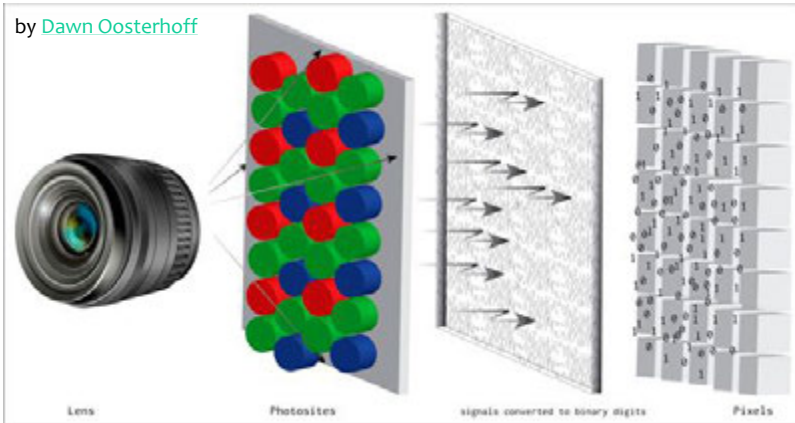 by Dawn Oosterhoff
Lens
Photosites
signals converted to binary digits
Pixels